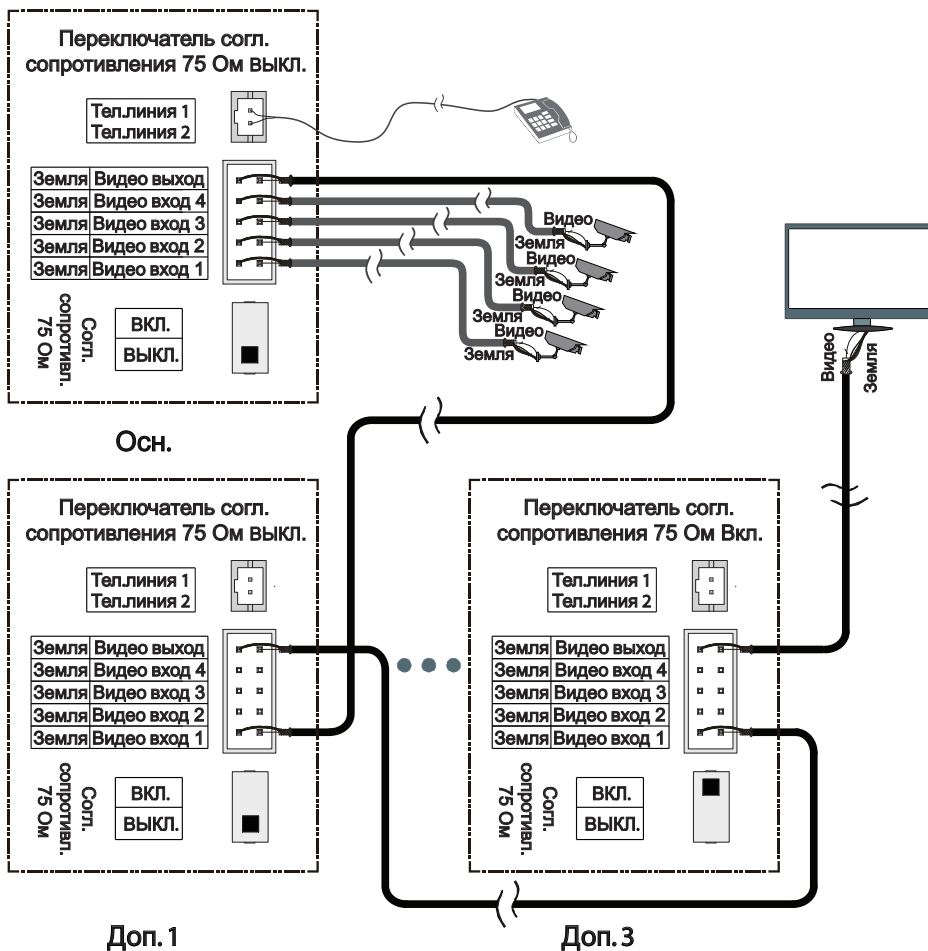 Переключатель согл.
сопротивления 75 Ом ВЫКЛ.
Тел.линия 1
Тел.линия 2
Земля Видео выход
Земля Видео вход 4
Земля Видео вход 3
Земля Видео вход 2
Земля Видео вход 1
Согл.
сопротивл.
75 Ом
ВКЛ.
ВЫКЛ.
Видео
Земля
Видео
Земля
Видео
Земля
Видео
Земля
Видео
Земля
Осн.
Переключатель согл.
сопротивления 75 Ом ВЫКЛ.
Тел.линия 1
Тел.линия 2
Земля Видео выход
Земля Видео вход 4
Земля Видео вход 3
Земля Видео вход 2
Земля Видео вход 1
Согл.
сопротивл.
75 Ом
ВКЛ.
ВЫКЛ.
Доп. 1
Переключатель согл.
сопротивления 75 Ом Вкл.
Тел.линия 1
Тел.линия 2
Земля Видео выход
Земля Видео вход 4
Земля Видео вход 3
Земля Видео вход 2
Земля Видео вход 1
Согл.
сопротивл.
75 Ом
ВКЛ.
ВЫКЛ.
Доп. 3